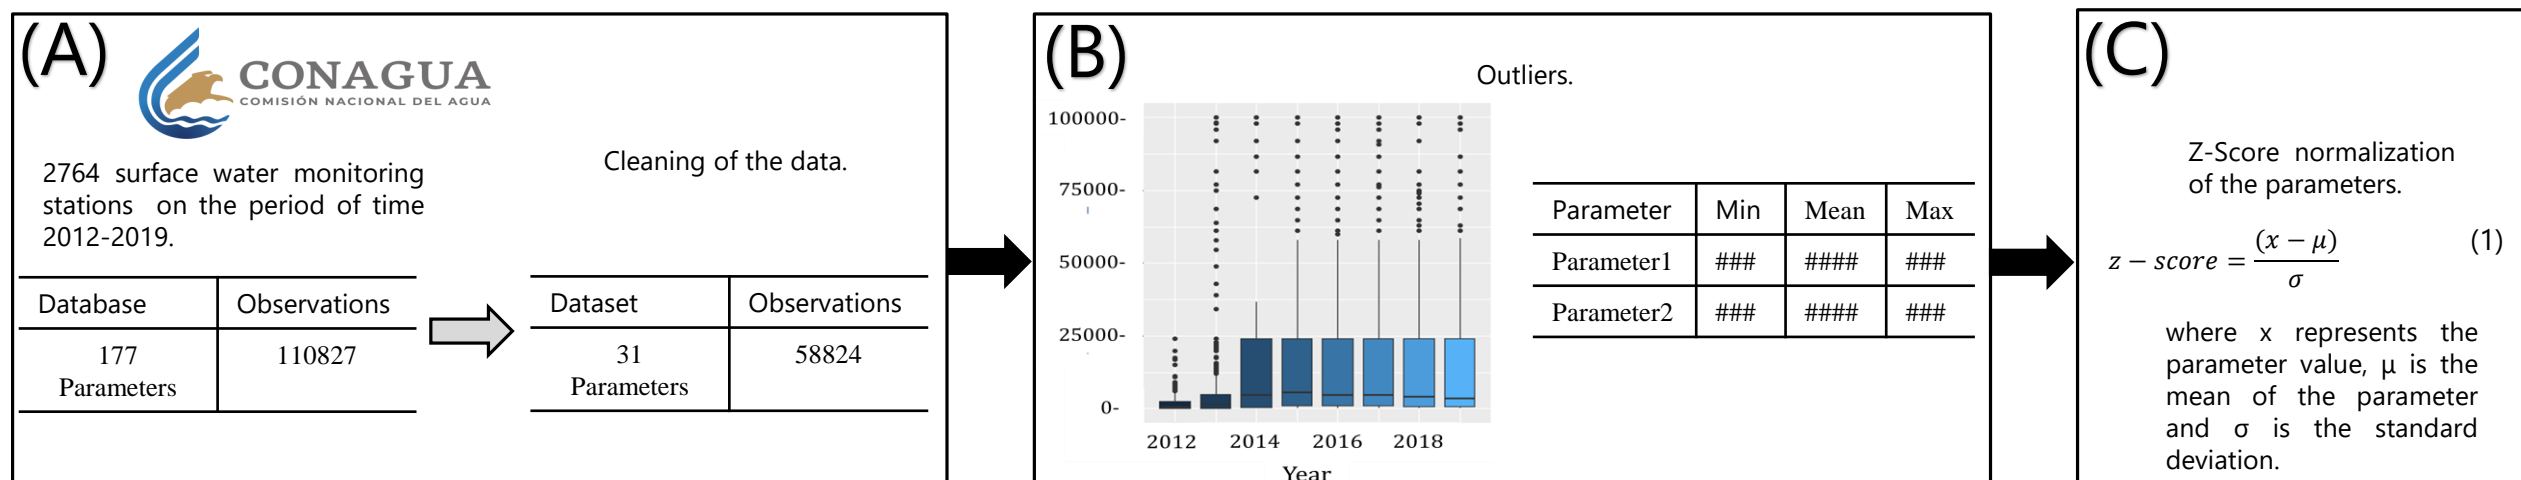 (A)
CONAGUA
COMISIÓN NACIONAL DEL AGUA
2764 surface water monitoring
stations on the period of time
2012-2019.
Database Observations
177 110827
Parameters
Cleaning of the data.
Dataset Observations
31 58824
Parameters
(B)
Outliers.
100000-
75000-
50000-
25000-
0-
2012 2014 2016 2018
Year
Parameter Min Mean Max
Parameter1 ### #### ###
Parameter2 ### #### ###
(C)
Z-Score normalization
of the parameters.
z − score = (x − μ) / σ (1)
where x represents the
parameter value, μ is the
mean of the parameter
and σ is the standard
deviation.